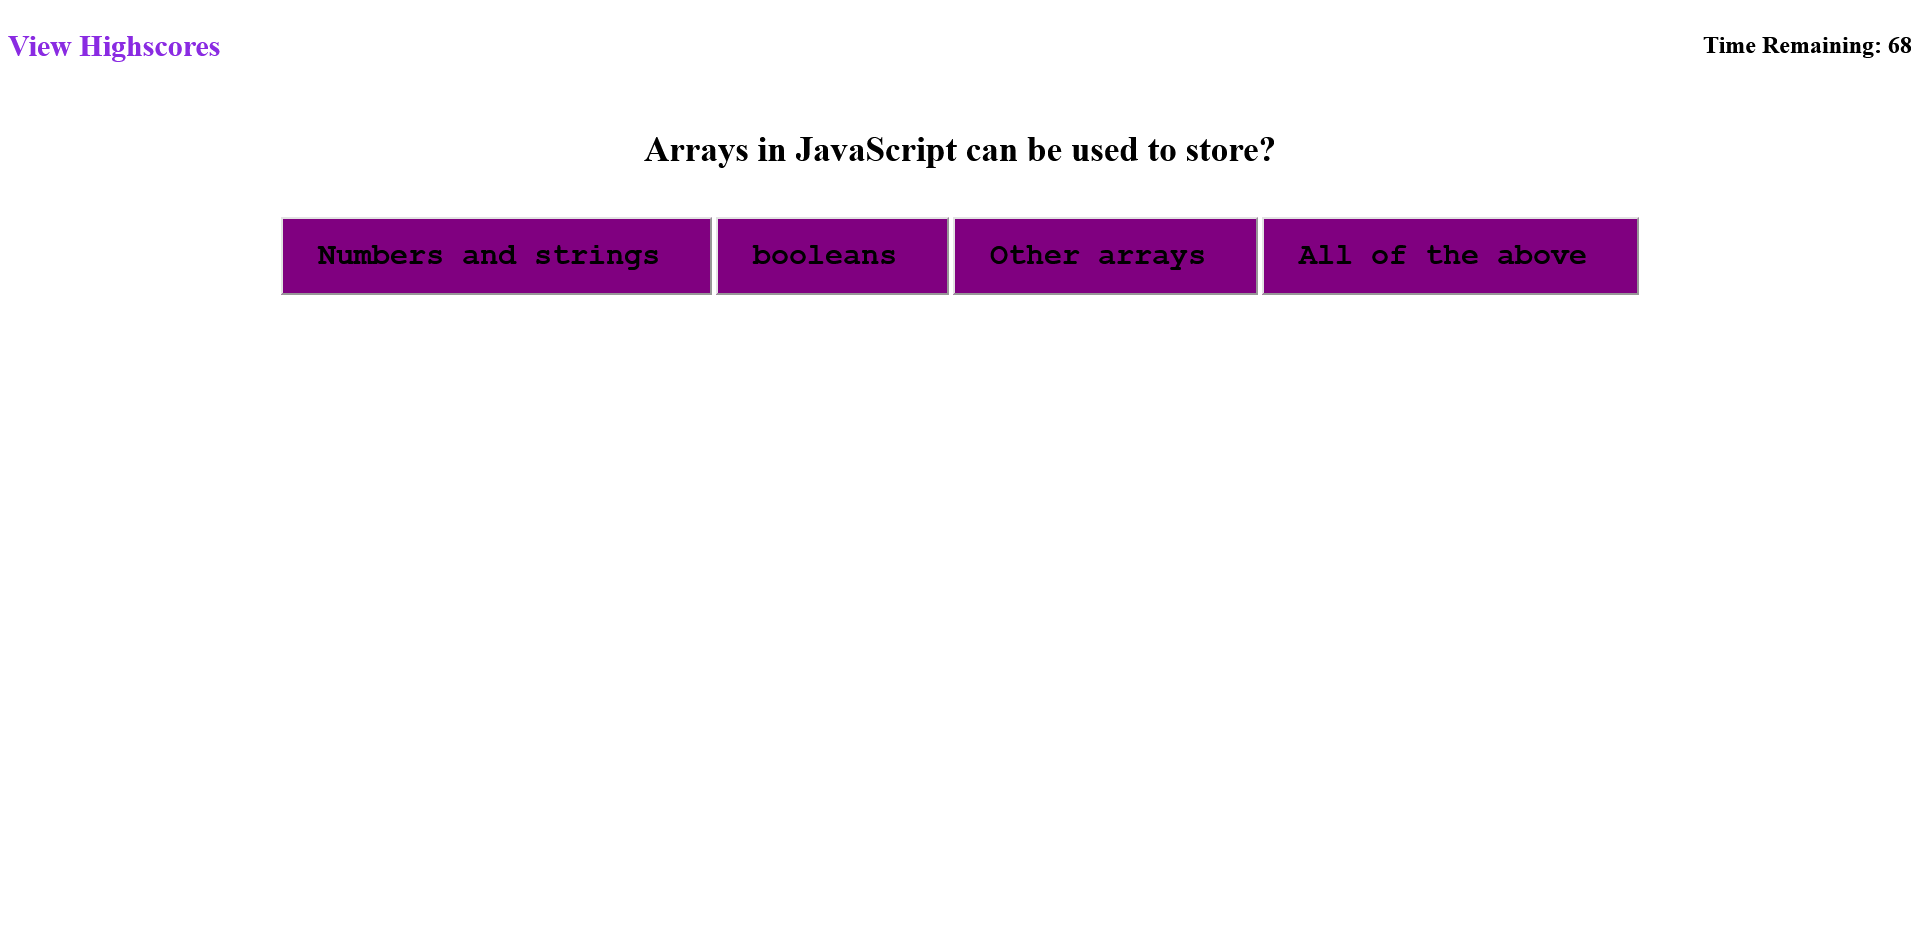 View Highscores
Time Remaining: 68
Arrays in JavaScript can be used to store?
Numbers and strings
booleans
Other arrays
All of the above